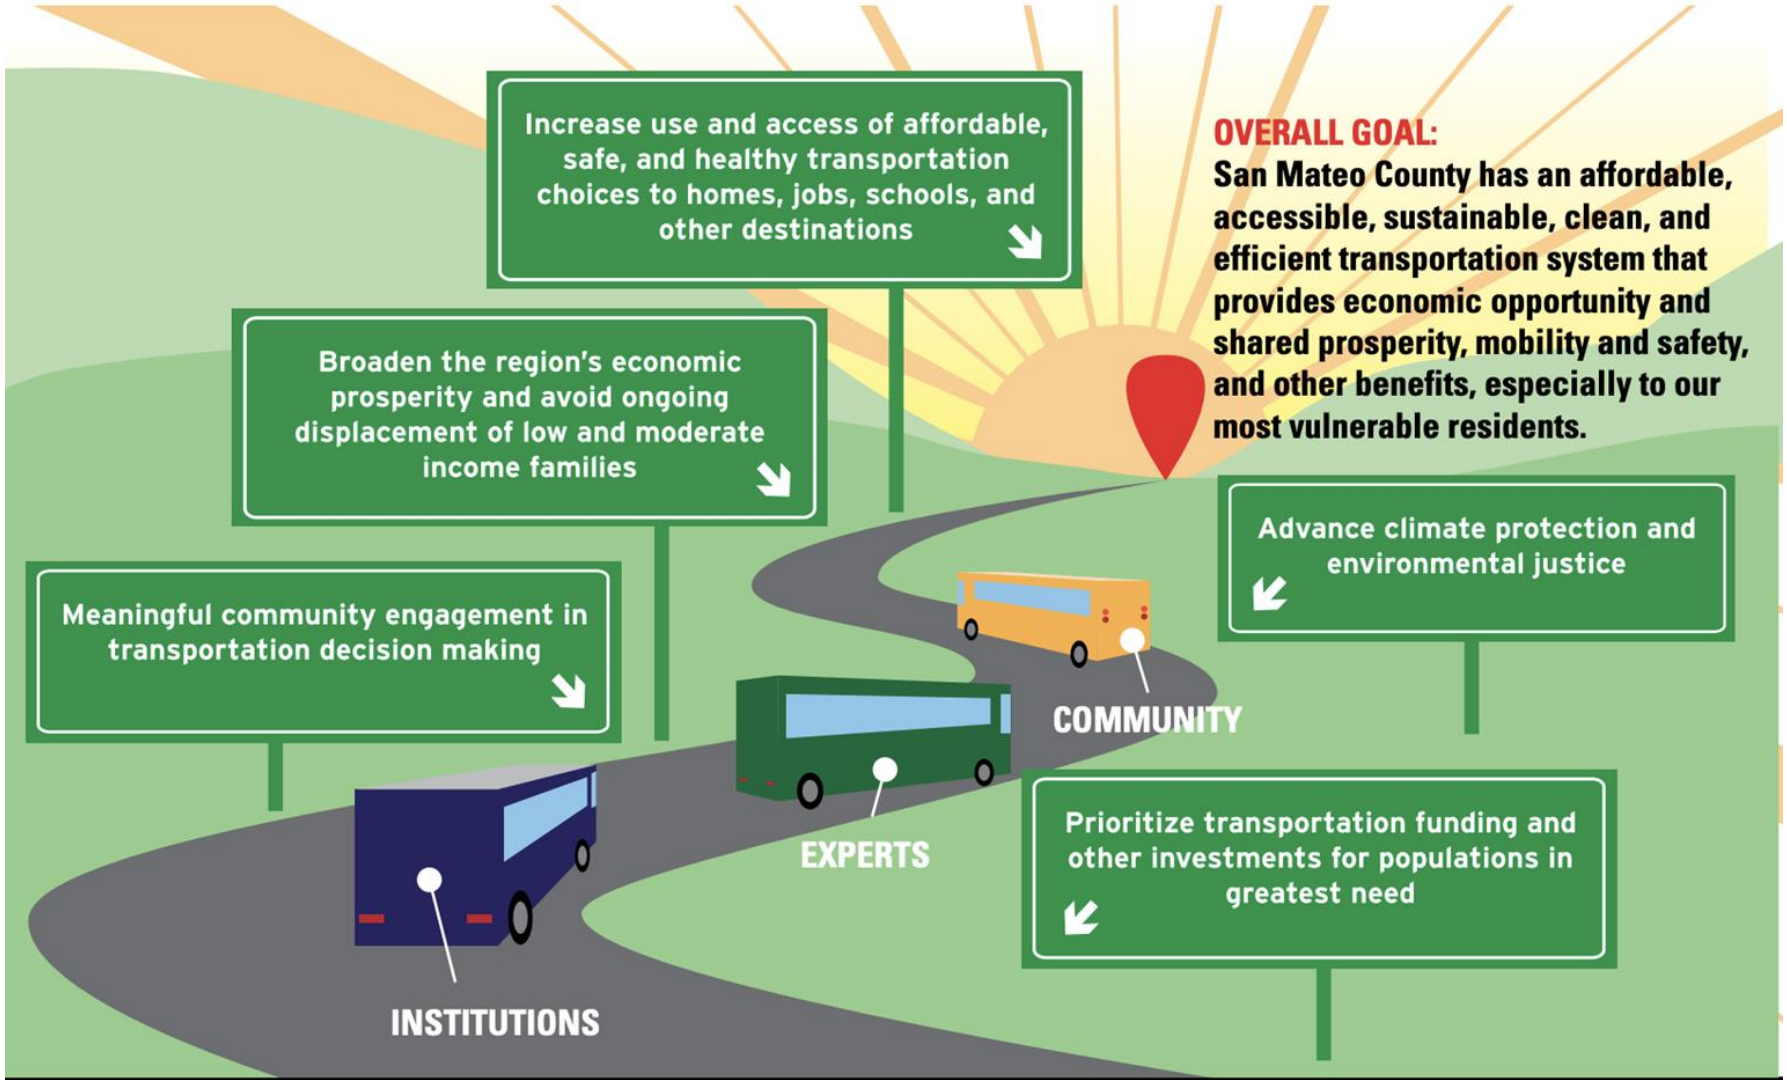 Increase use and access of affordable,
safe, and healthy transportation
choices to homes, jobs, schools, and
other destinations
OVERALL GOAL:
San Mateo County has an affordable,
accessible, sustainable, clean, and
efficient transportation system that
provides economic opportunity and
shared prosperity, mobility and safety,
and other benefits, especially to our
most vulnerable residents.
Broaden the region's economic
prosperity and avoid ongoing
displacement of low and moderate
income families
Advance climate protection and
environmental justice
Meaningful community engagement in
transportation decision making
COMMUNITY
EXPERTS
Prioritize transportation funding and
other investments for populations in
greatest need
INSTITUTIONS